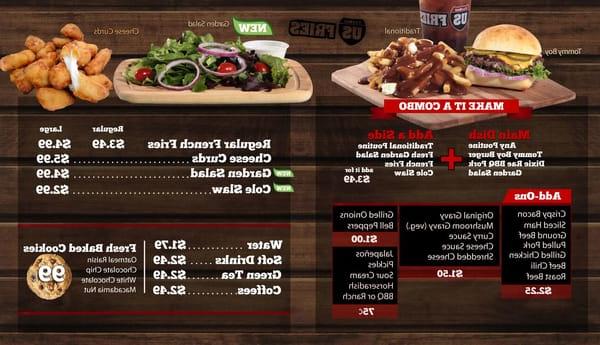 Tommy Boy
Traditional
US FRIES
US FRIES
NEW
Garden Salad
Cheese Curds
MAKE IT A COMBO
Main Dish
Any Poutine
Tommy Boy Burger
Dixie Rae BBQ Pork
Garden Salad
+
Add a Side
Traditional Poutine
Fresh Garden Salad
French Fries
Cole Slaw
add it for
$3.49
Large
Regular
Regular French Fries $3.49 $4.99
Cheese Curds $5.99
NEW Garden Salad $4.99
NEW Cole Slaw $2.99
Add-Ons
Crispy Bacon
Sliced Ham
Ground Beef
Pulled Pork
Grilled Chicken
Beef Chili
Roast Beef
$2.25
Original Gravy
Mushroom Gravy (veg.)
Curry Sauce
Cheese Sauce
Shredded Cheese
$1.50
Grilled Onions
Bell Peppers
$1.00
Jalapeños
Pickles
Sour Cream
Horseradish
BBQ or Ranch
75¢
Water $1.79
Soft Drinks $2.49
Green Tea $2.49
Coffees $2.49
Fresh Baked Cookies
Oatmeal Raisin
Chocolate Chip
White Chocolate
Macadamia Nut
99